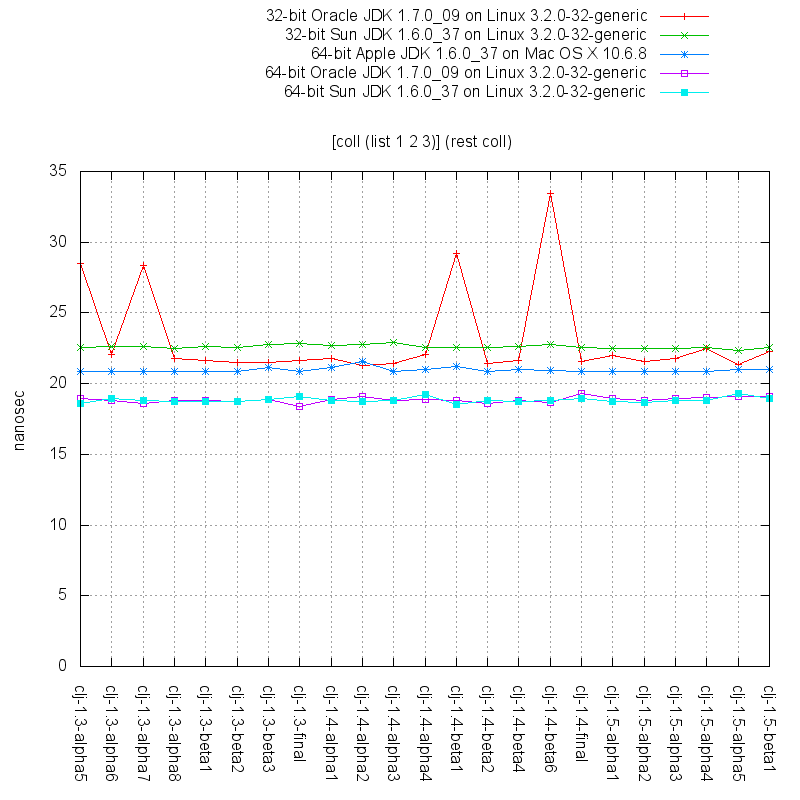 32-bit Oracle JDK 1.7.0_09 on Linux 3.2.0-32-generic
32-bit Sun JDK 1.6.0_37 on Linux 3.2.0-32-generic
64-bit Apple JDK 1.6.0_37 on Mac OS X 10.6.8
64-bit Oracle JDK 1.7.0_09 on Linux 3.2.0-32-generic
64-bit Sun JDK 1.6.0_37 on Linux 3.2.0-32-generic
[coll (list 1 2 3)] (rest coll)
35
30
25
20
15
10
5
0
nanosec
clj-1.3-alpha5
clj-1.3-alpha6
clj-1.3-alpha7
clj-1.3-alpha8
clj-1.3-beta1
clj-1.3-beta2
clj-1.3-beta3
clj-1.3-final
clj-1.4-alpha1
clj-1.4-alpha2
clj-1.4-alpha3
clj-1.4-alpha4
clj-1.4-beta1
clj-1.4-beta2
clj-1.4-beta4
clj-1.4-beta6
clj-1.4-final
clj-1.5-alpha1
clj-1.5-alpha2
clj-1.5-alpha3
clj-1.5-alpha4
clj-1.5-alpha5
clj-1.5-beta1